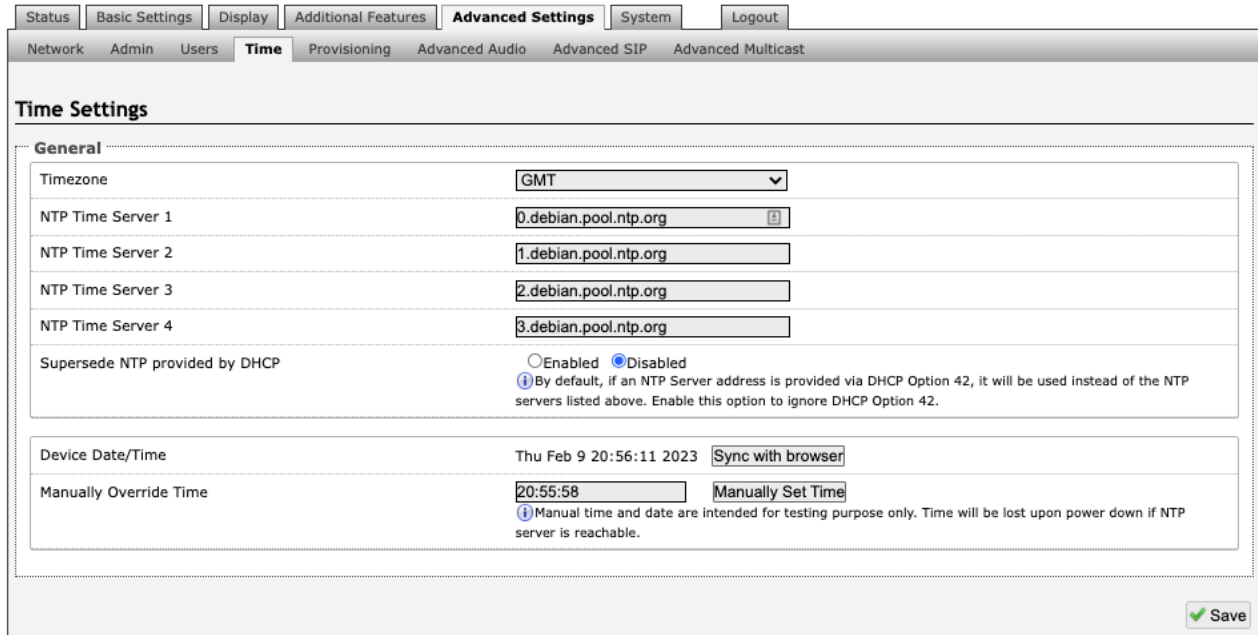 Status Basic Settings Display Additional Features Advanced Settings System Logout
Network Admin Users Time Provisioning Advanced Audio Advanced SIP Advanced Multicast
Time Settings
General
Timezone GMT
NTP Time Server 1 0.debian.pool.ntp.org
NTP Time Server 2 1.debian.pool.ntp.org
NTP Time Server 3 2.debian.pool.ntp.org
NTP Time Server 4 3.debian.pool.ntp.org
Supersede NTP provided by DHCP Enabled Disabled
By default, if an NTP Server address is provided via DHCP Option 42, it will be used instead of the NTP
servers listed above. Enable this option to ignore DHCP Option 42.
Device Date/Time Thu Feb 9 20:56:11 2023 Sync with browser
Manually Override Time 20:55:58 Manually Set Time
Manual time and date are intended for testing purpose only. Time will be lost upon power down if NTP
server is reachable.
Save